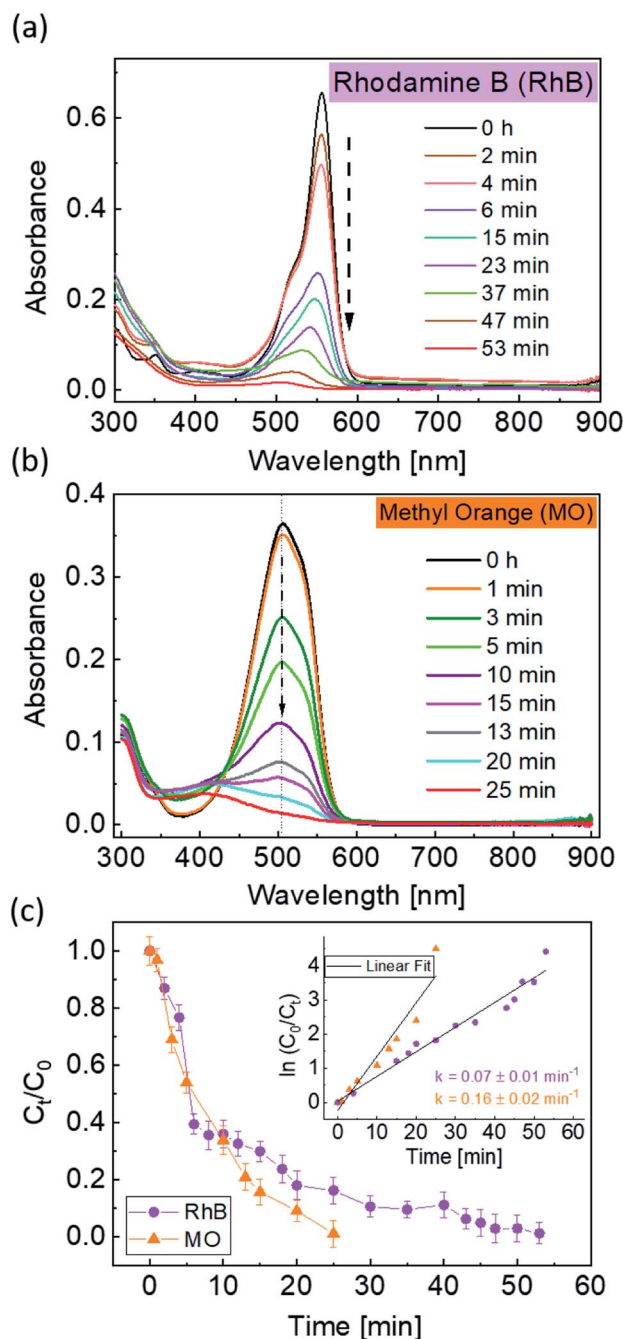 (a)
Rhodamine B (RhB)
0 h
2 min
4 min
6 min
15 min
23 min
37 min
47 min
53 min
0.6
0.4
0.2
0.0
Absorbance
300 400 500 600 700 800 900
Wavelength [nm]
(b)
Methyl Orange (MO)
0 h
1 min
3 min
5 min
10 min
15 min
13 min
20 min
25 min
0.4
0.3
0.2
0.1
0.0
Absorbance
300 400 500 600 700 800 900
Wavelength [nm]
(c)
1.0
0.8
0.6
0.4
0.2
0.0
Cₜ/C₀
RhB
MO
Linear Fit
4
3
2
1
0
ln (C₀/Cₜ)
k = 0.07 ± 0.01 min⁻¹
k = 0.16 ± 0.02 min⁻¹
0 10 20 30 40 50 60
Time [min]
0 10 20 30 40 50 60
Time [min]